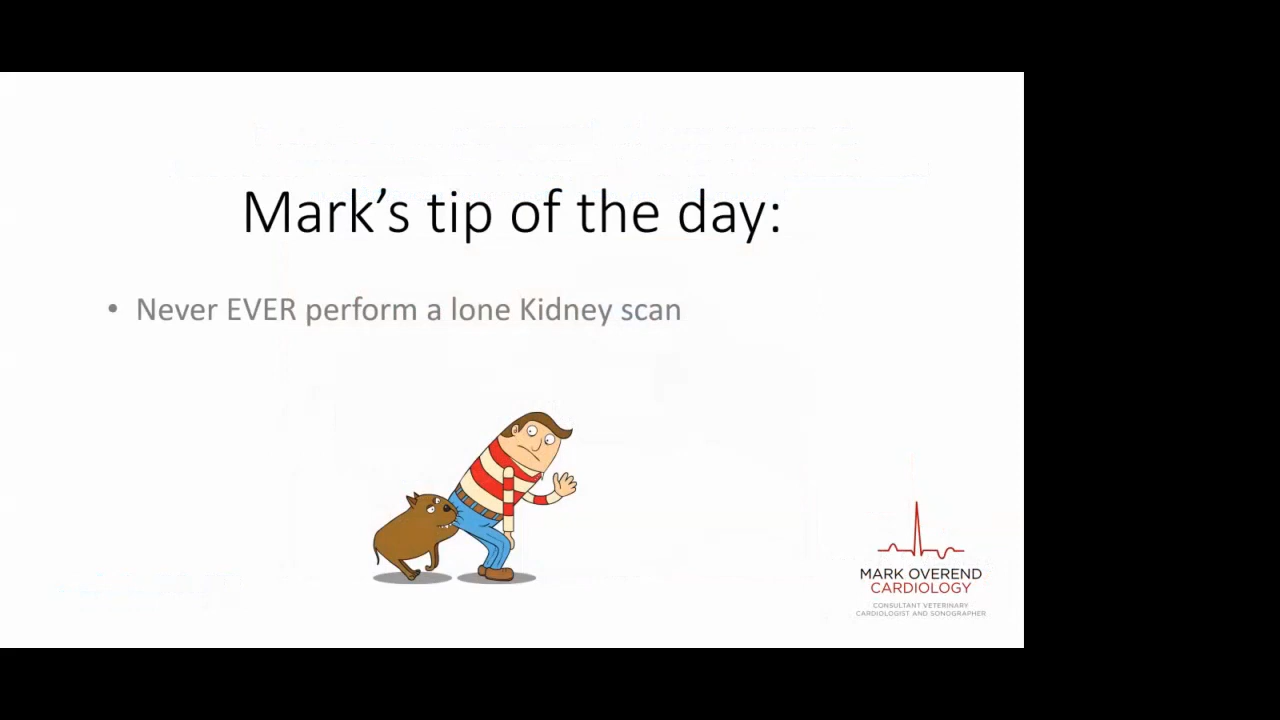 Mark’s tip of the day:
• Never EVER perform a lone Kidney scan
MARK OVEREND
CARDIOLOGY
CONSULTANT VETERINARY
CARDIOLOGIST AND SONOGRAPHER